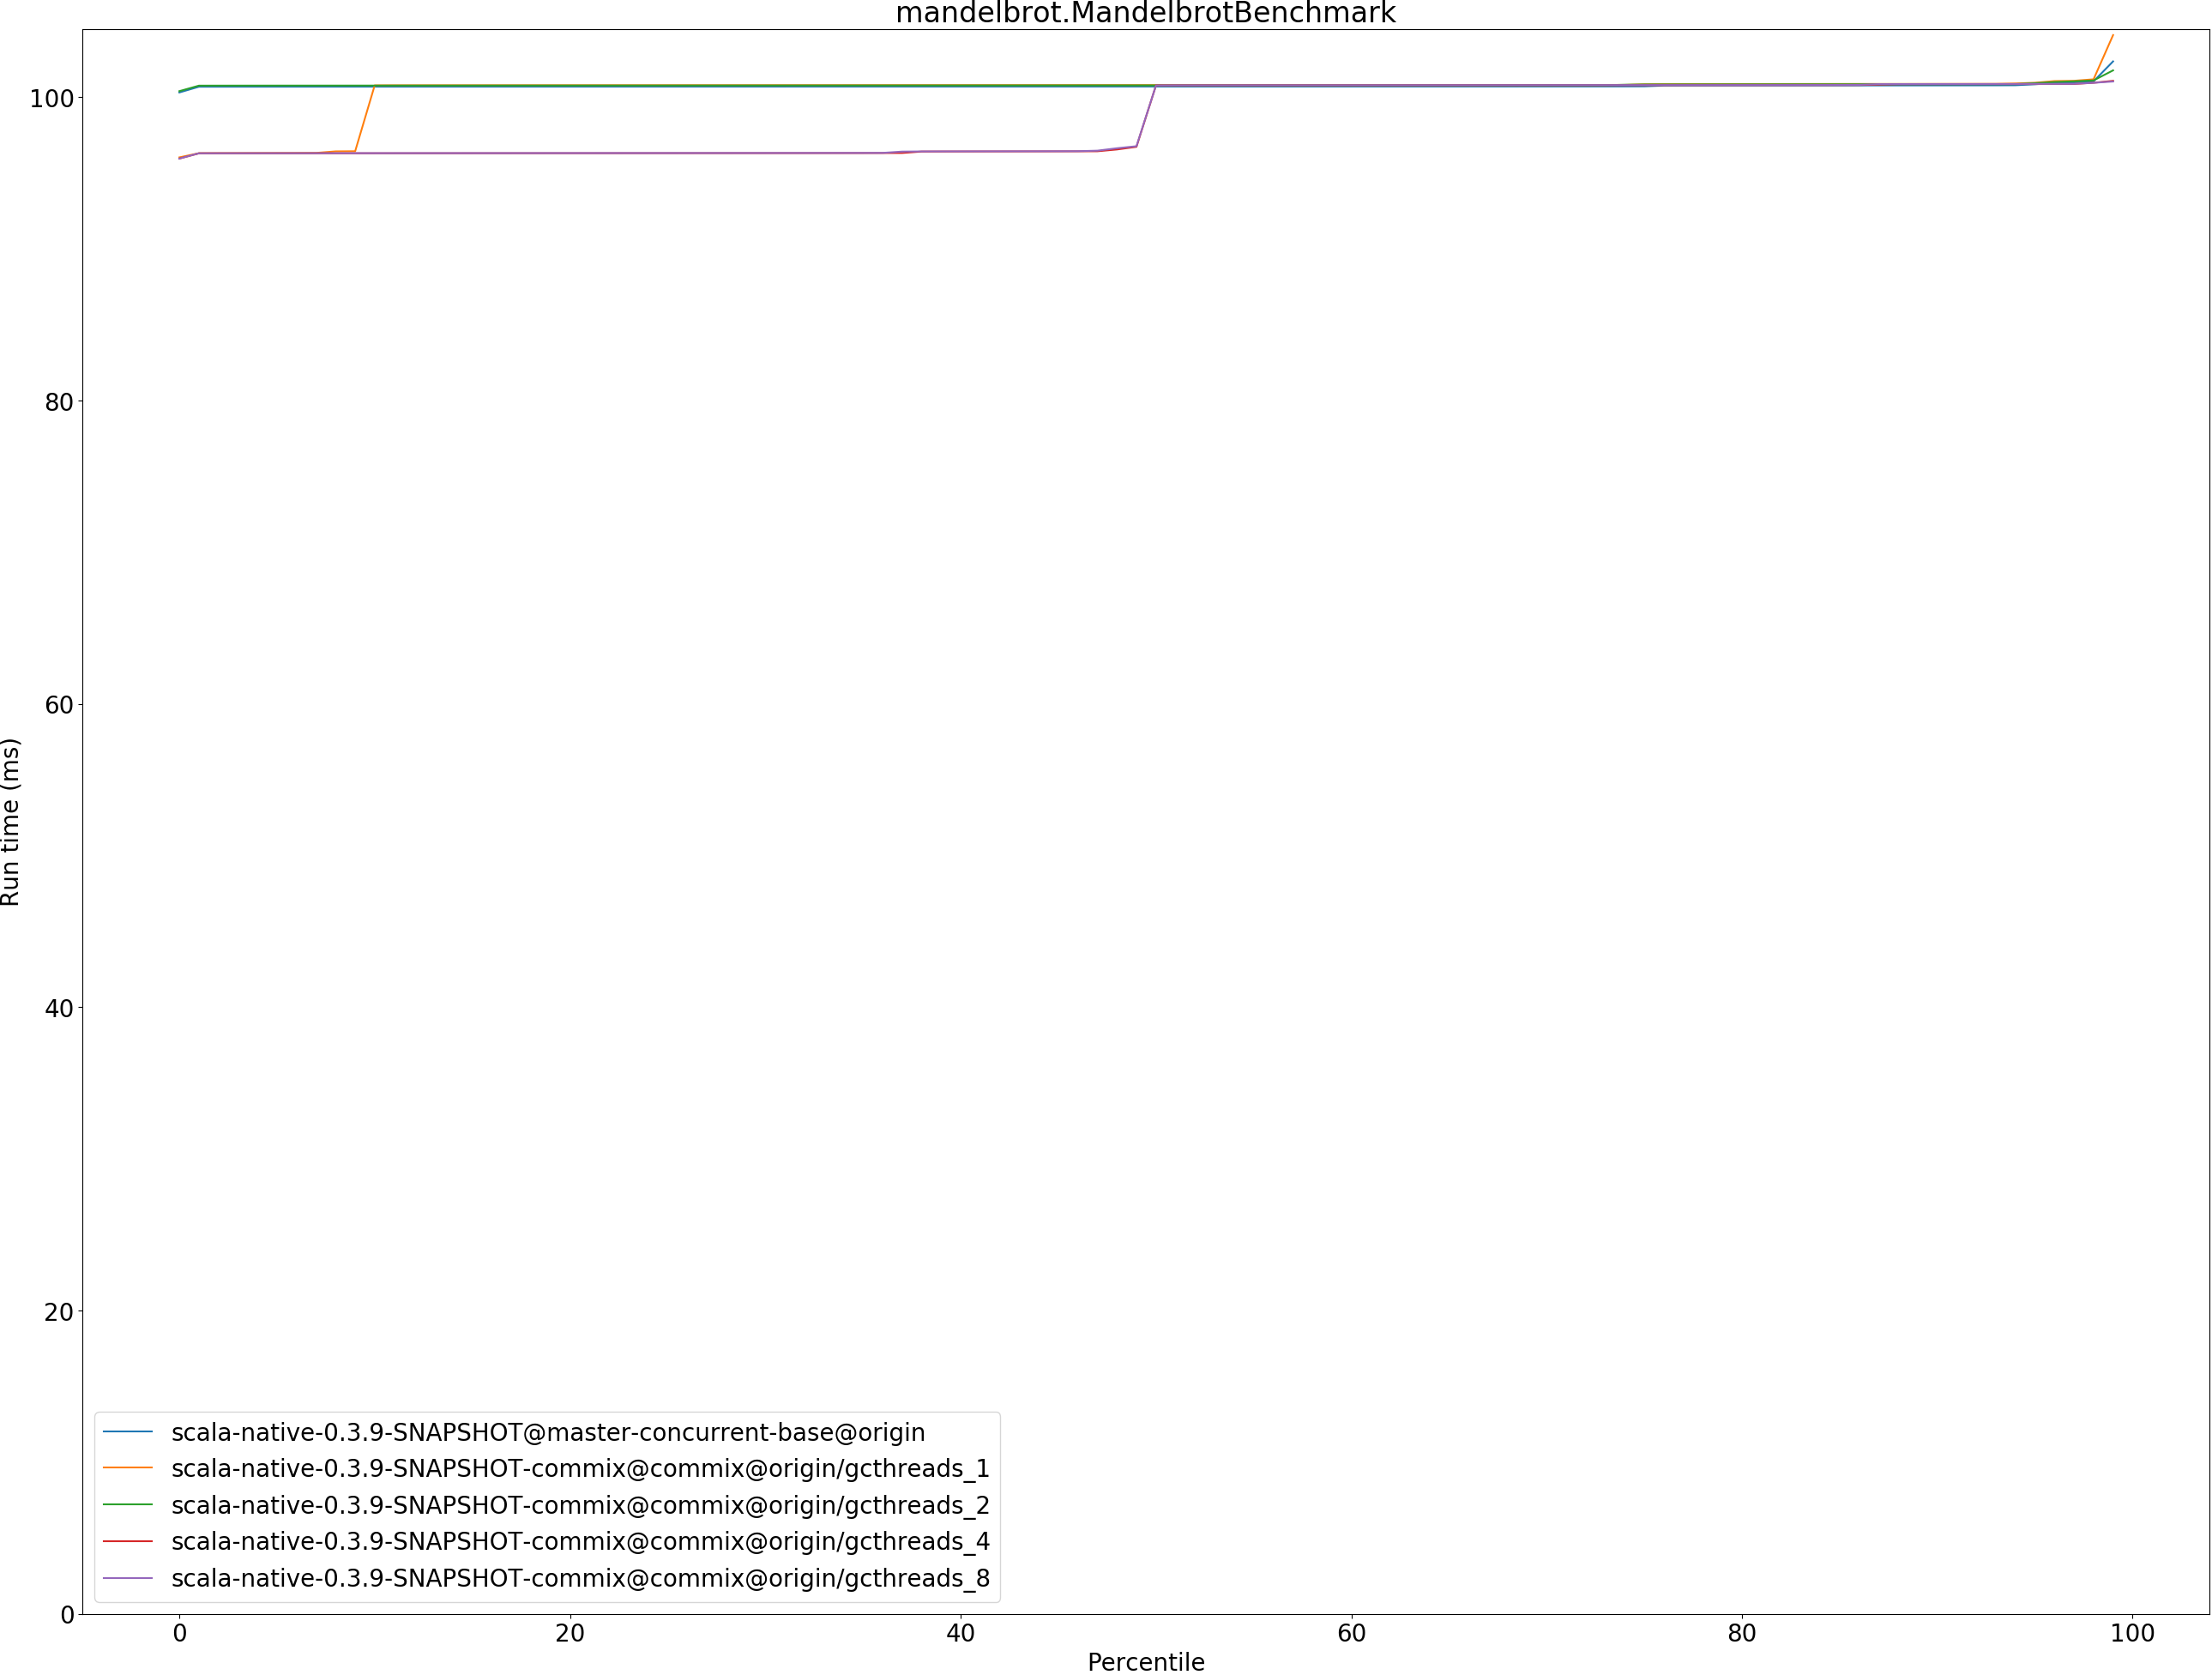 mandelbrot.MandelbrotBenchmark
100
80
60
40
20
0
Run time (ms)
scala-native-0.3.9-SNAPSHOT@master-concurrent-base@origin
scala-native-0.3.9-SNAPSHOT-commix@commix@origin/gcthreads_1
scala-native-0.3.9-SNAPSHOT-commix@commix@origin/gcthreads_2
scala-native-0.3.9-SNAPSHOT-commix@commix@origin/gcthreads_4
scala-native-0.3.9-SNAPSHOT-commix@commix@origin/gcthreads_8
0 20 40 60 80 100
Percentile